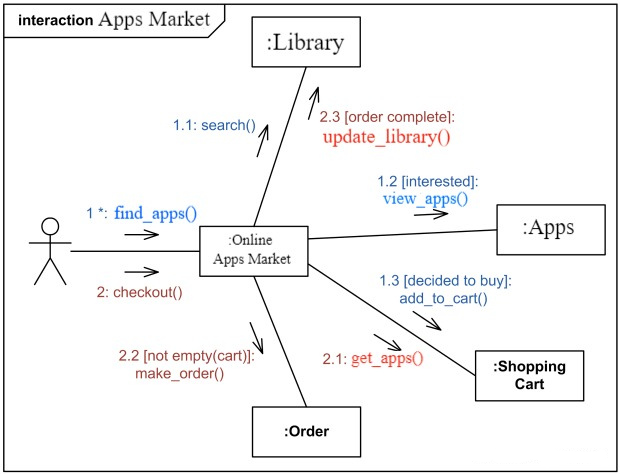 interaction Apps Market
:Library
1.1: search()
2.3 [order complete]:
update_library()
1.2 [interested]:
view_apps()
1 *: find_apps()
:Online
Apps Market
:Apps
2: checkout()
1.3 [decided to buy]:
add_to_cart()
2.2 [not empty(cart)]:
make_order()
2.1: get_apps()
:Shopping
Cart
:Order